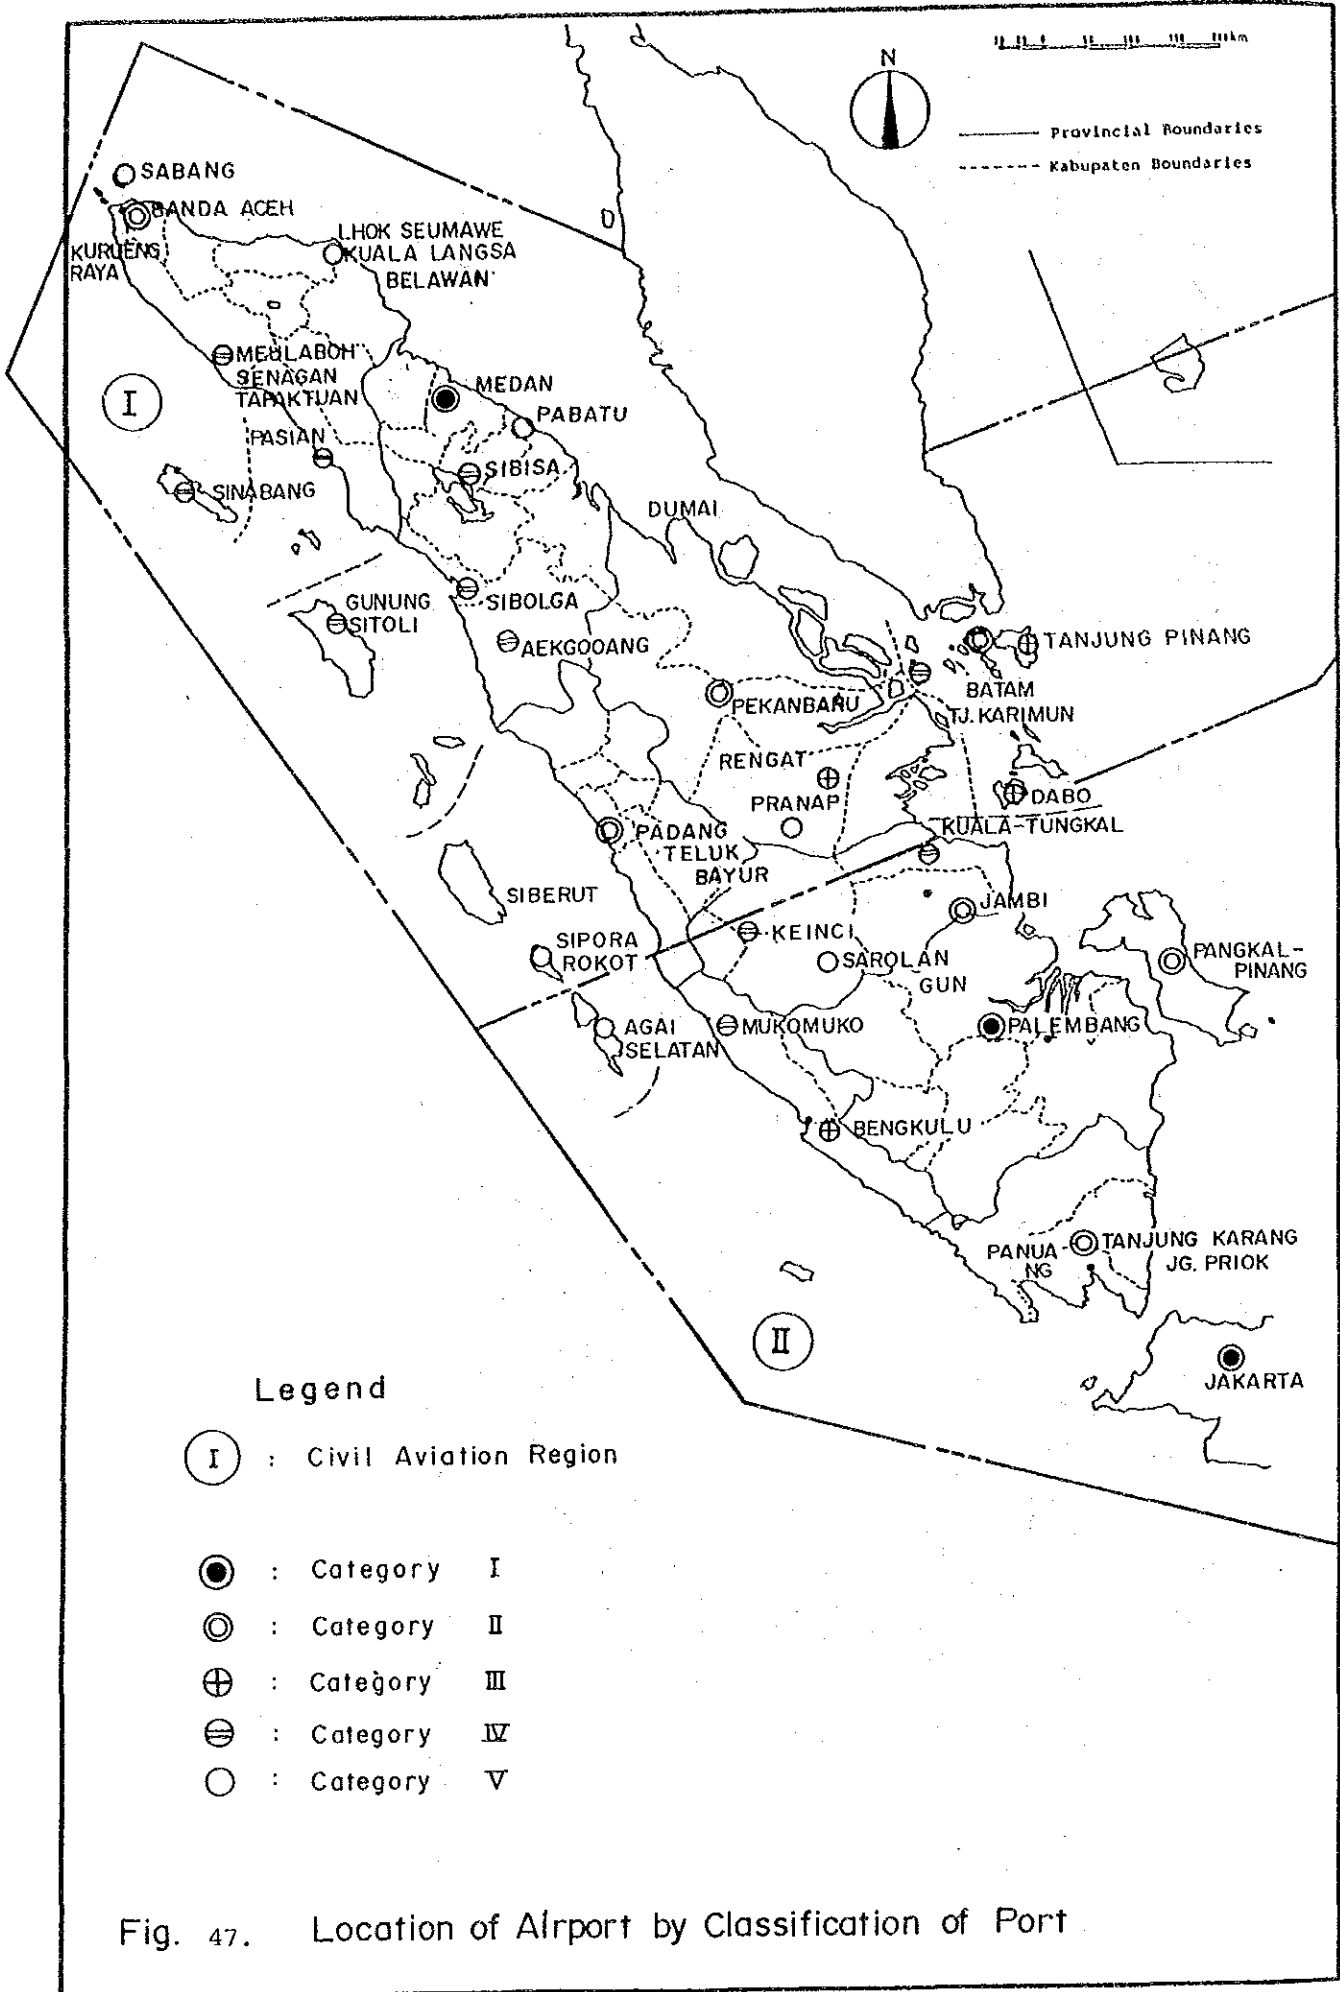 km
N
Provincial Boundaries
Kabupaten Boundaries
SABANG
BANDA ACEH
KURUENG
RAYA
LHOK SEUMAWE
KUALA LANGSA
BELAWAN
MEULABOH
SENAGAN
TAPAKTUAN
I
MEDAN
PABATU
PASIAN
SIBISA
SINABANG
DUMAI
GUNUNG
SITOLI
SIBOLGA
AEKGOOANG
TANJUNG PINANG
BATAM
TJ. KARIMUN
PEKANBARU
RENGAT
PRANAP
DABO
KUALA-TUNGKAL
PADANG
TELUK
BAYUR
SIBERUT
JAMBI
KEINCI
SIPORA
ROKOT
SAROLAN
GUN
PANGKAL-
PINANG
AGAI
SELATAN
MUKOMUKO
PALEMBANG
BENGKULU
PANUA
NG
TANJUNG KARANG
JG. PRIOK
II
JAKARTA
Legend
I : Civil Aviation Region
: Category I
: Category II
: Category III
: Category IV
: Category V
Fig. 47. Location of Airport by Classification of Port